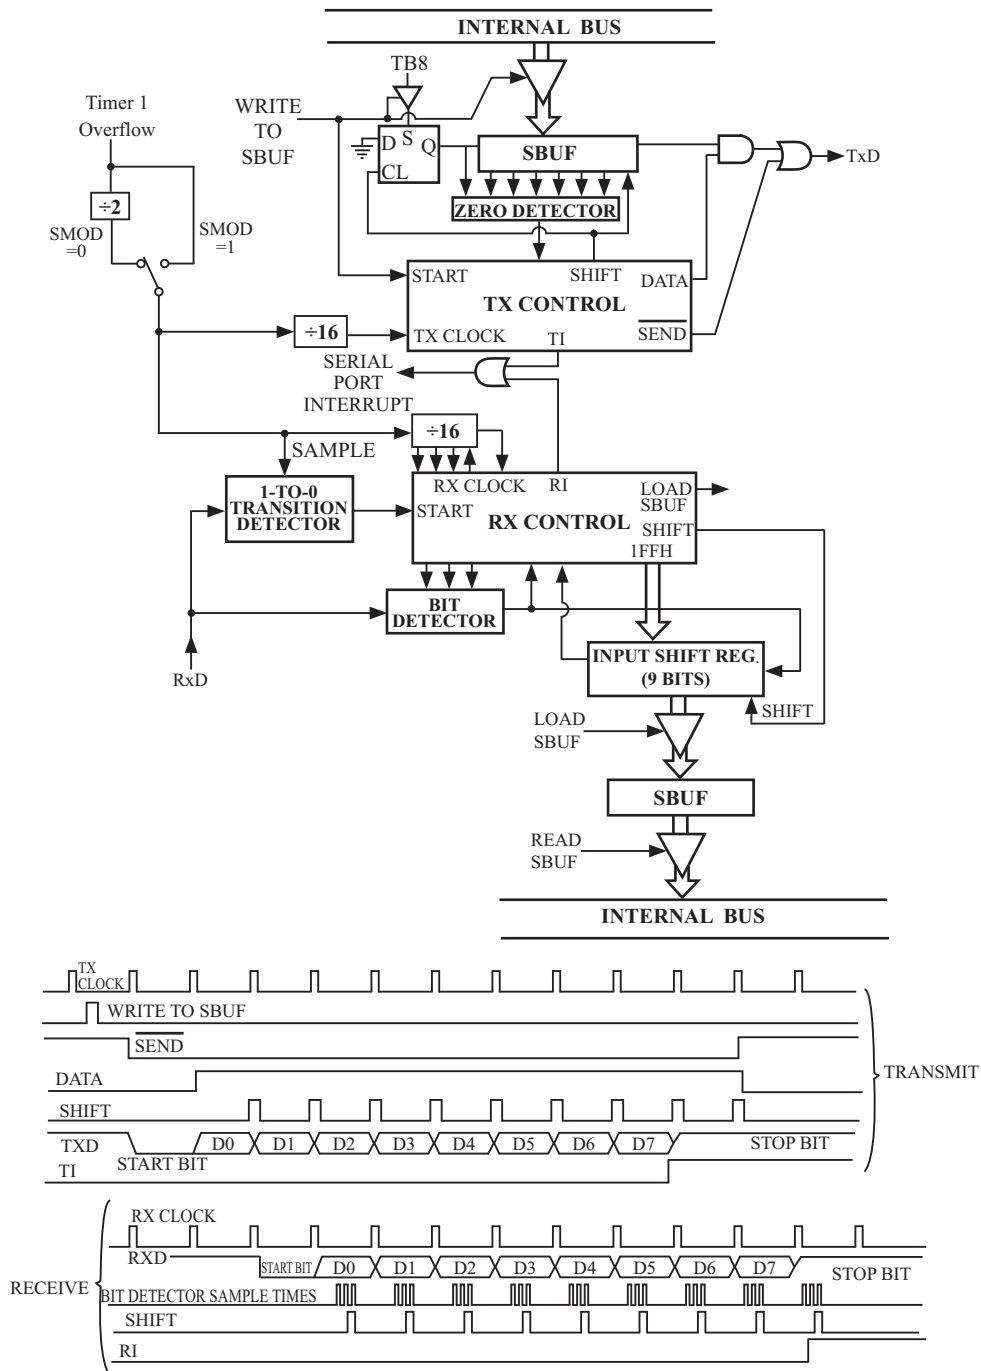 INTERNAL BUS
TB8
Timer 1
Overflow
WRITE
TO
SBUF
D S Q
CL
SBUF
TxD
÷2
ZERO DETECTOR
SMOD
=0
SMOD
=1
START
SHIFT
DATA
TX CONTROL
÷16
TX CLOCK
TI
SEND
SERIAL
PORT
INTERRUPT
÷16
SAMPLE
1-TO-0
TRANSITION
DETECTOR
RX CLOCK
RI
LOAD
SBUF
START
RX CONTROL
SHIFT
1FFH
BIT
DETECTOR
RxD
INPUT SHIFT REG.
(9 BITS)
SHIFT
LOAD
SBUF
SBUF
READ
SBUF
INTERNAL BUS
TX
CLOCK
WRITE TO SBUF
SEND
DATA
TRANSMIT
SHIFT
TXD
D0 D1 D2 D3 D4 D5 D6 D7
STOP BIT
START BIT
TI
RX CLOCK
RXD
START BIT
D0 D1 D2 D3 D4 D5 D6 D7
STOP BIT
RECEIVE
BIT DETECTOR SAMPLE TIMES
SHIFT
RI